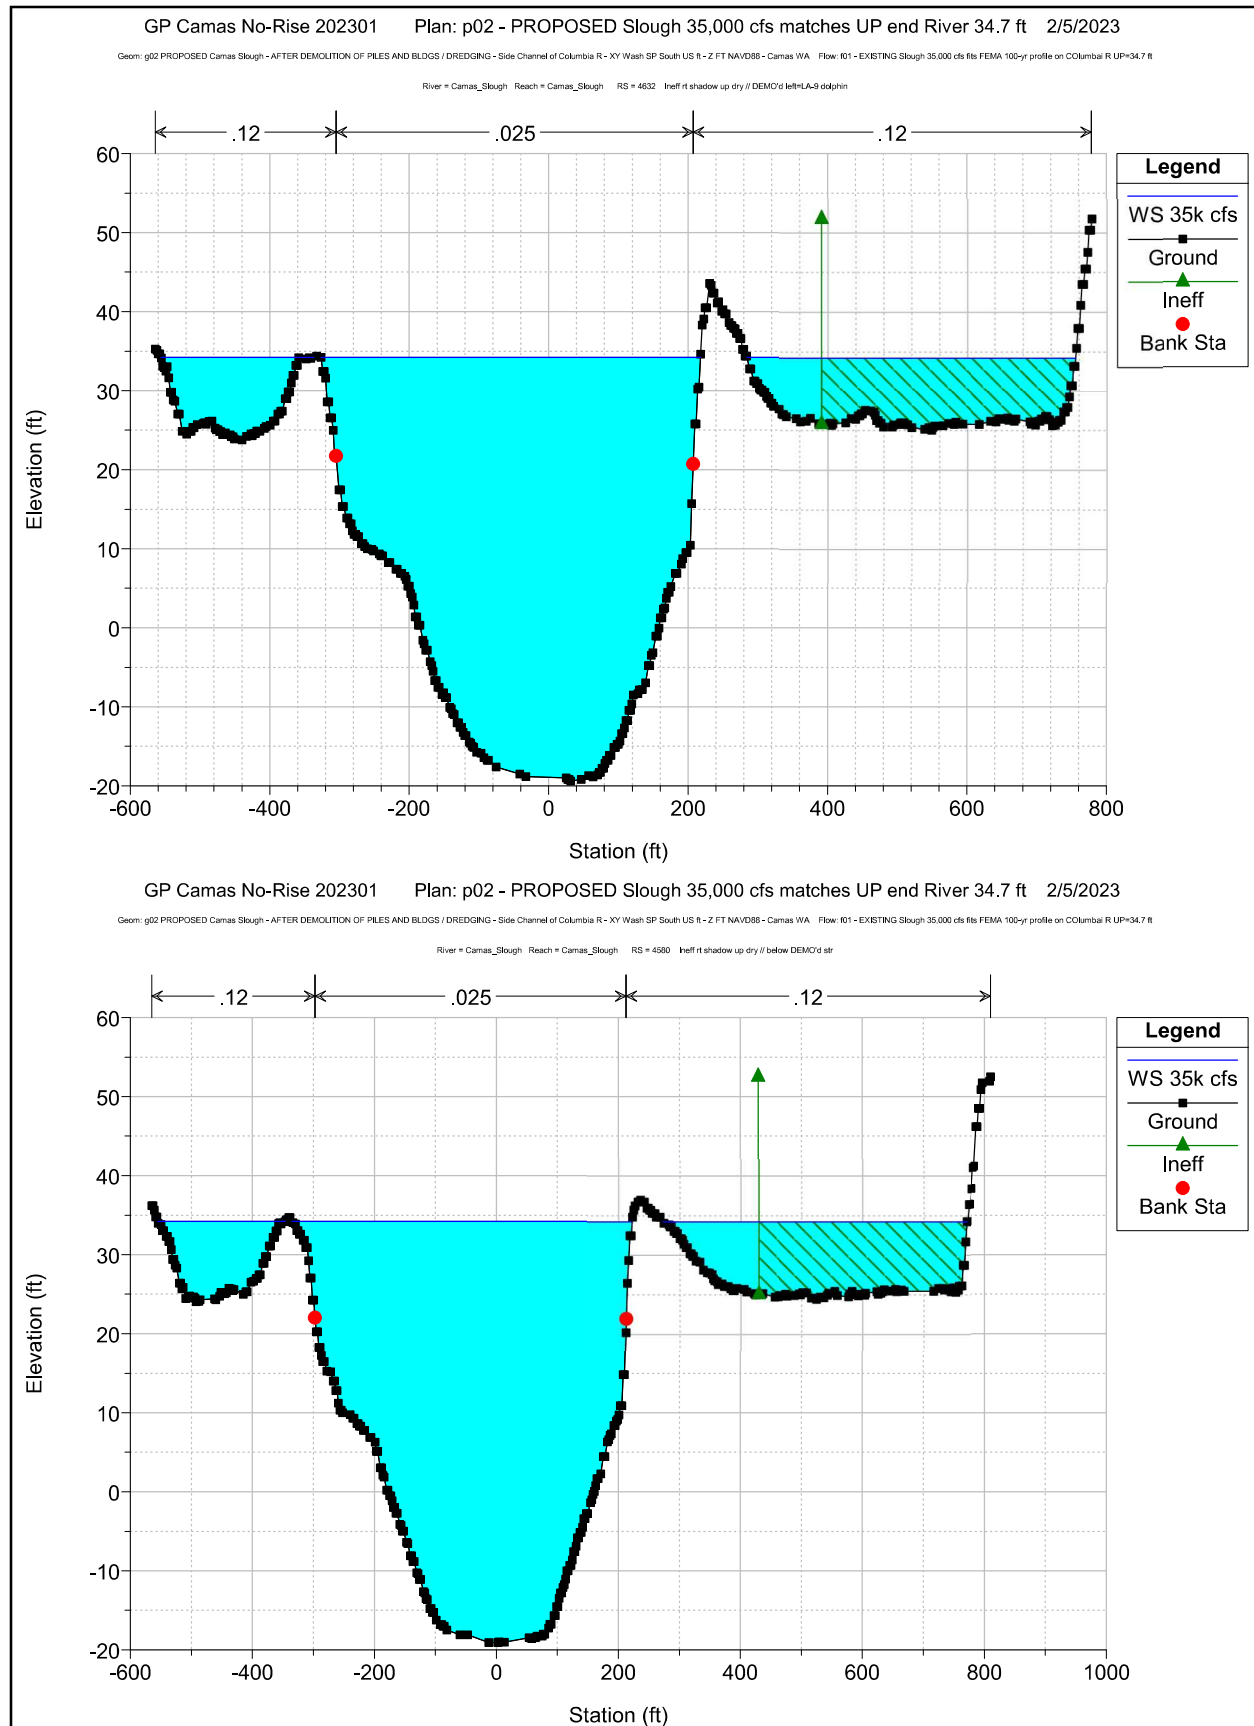 GP Camas No-Rise 202301 Plan: p02 - PROPOSED Slough 35,000 cfs matches UP end River 34.7 ft 2/5/2023
Geom: g02 PROPOSED Camas Slough - AFTER DEMOLITION OF PILES AND BLDGS / DREDGING - Side Channel of Columbia R - XY Wash SP South US ft - Z FT NAVD88 - Camas WA Flow: f01 - EXISTING Slough 35,000 cfs fits FEMA 100-yr profile on COlumbai R UP=34.7 ft
River = Camas_Slough Reach = Camas_Slough RS = 4632 Ineff rt shadow up dry // DEMO'd left=LA-9 dolphin
.12 .025 .12
60
50
40
30
20
10
0
-10
-20
Elevation (ft)
-600 -400 -200 0 200 400 600 800
Station (ft)
Legend
WS 35k cfs
Ground
Ineff
Bank Sta
GP Camas No-Rise 202301 Plan: p02 - PROPOSED Slough 35,000 cfs matches UP end River 34.7 ft 2/5/2023
Geom: g02 PROPOSED Camas Slough - AFTER DEMOLITION OF PILES AND BLDGS / DREDGING - Side Channel of Columbia R - XY Wash SP South US ft - Z FT NAVD88 - Camas WA Flow: f01 - EXISTING Slough 35,000 cfs fits FEMA 100-yr profile on COlumbai R UP=34.7 ft
River = Camas_Slough Reach = Camas_Slough RS = 4580 Ineff rt shadow up dry // below DEMO'd str
.12 .025 .12
60
50
40
30
20
10
0
-10
-20
Elevation (ft)
-600 -400 -200 0 200 400 600 800 1000
Station (ft)
Legend
WS 35k cfs
Ground
Ineff
Bank Sta